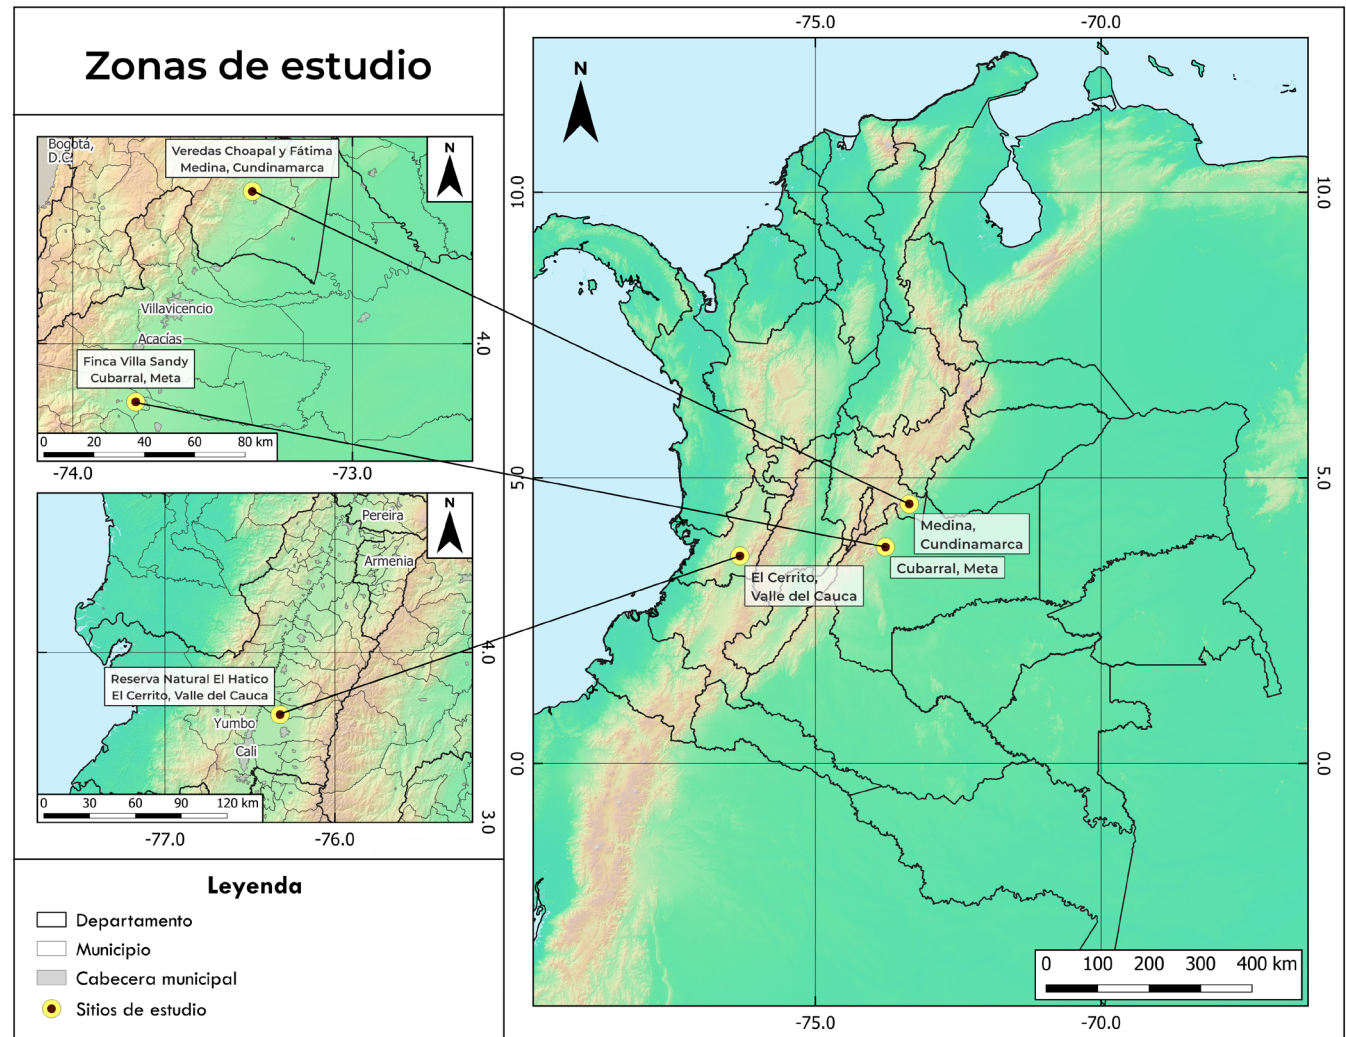 Zonas de estudio
Bogotá,
D.C.
Veredas Choapal y Fátima
Medina, Cundinamarca
N
Villavicencio
Acacías
Finca Villa Sandy
Cubarral, Meta
0 20 40 60 80 km
4.0
-74.0 -73.0
Pereira
N
Armenia
4.0
Reserva Natural El Hatico
El Cerrito, Valle del Cauca
Yumbo
Cali
0 30 60 90 120 km
3.0
-77.0 -76.0
Leyenda
Departamento
Municipio
Cabecera municipal
Sitios de estudio
-75.0 -70.0
N
10.0 10.0
5.0 5.0
Medina,
Cundinamarca
Cubarral, Meta
El Cerrito,
Valle del Cauca
0.0 0.0
0 100 200 300 400 km
-75.0 -70.0